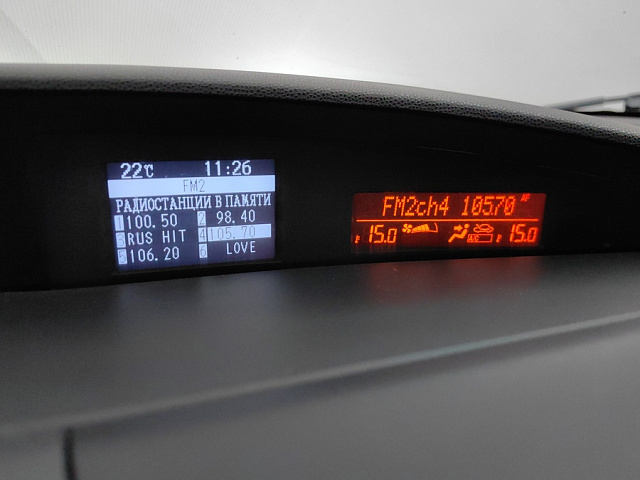 22℃ 11:26
FM2
РАДИОСТАНЦИИ В ПАМЯТИ
1 100.50 2 98.40
3 RUS HIT 4 105.70
5 106.20 6 LOVE
FM2ch4 105.70 AF
15.0 A/C 15.0